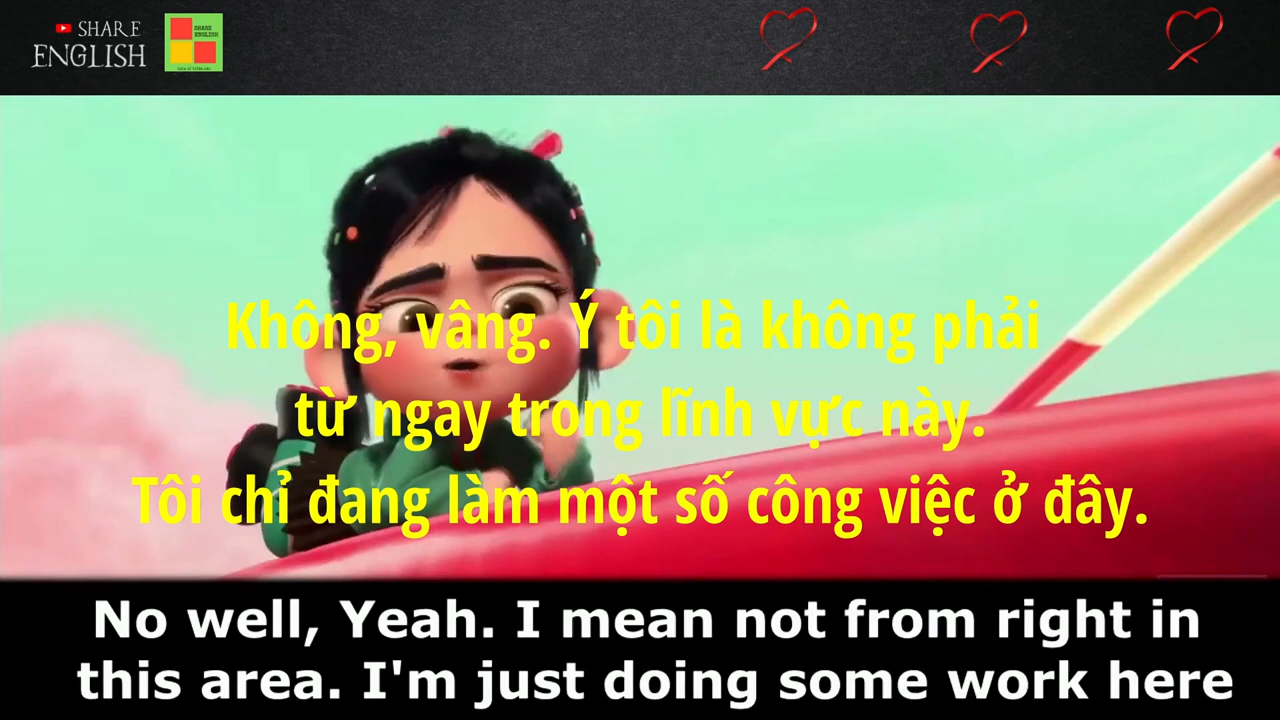 SHARE
ENGLISH
SHARE
ENGLISH
Không, vâng. Ý tôi là không phải
từ ngay trong lĩnh vực này.
Tôi chỉ đang làm một số công việc ở đây.
No well, Yeah. I mean not from right in
this area. I'm just doing some work here